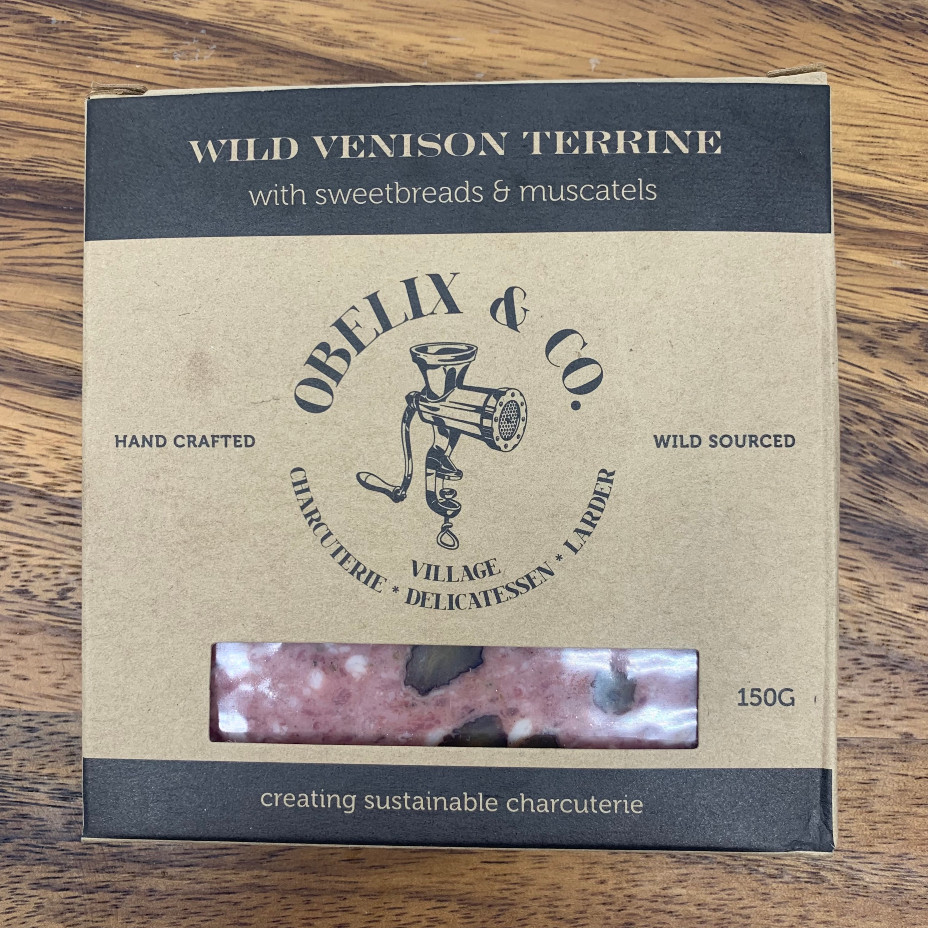 WILD VENISON TERRINE
with sweetbreads & muscatels
OBELIX & CO.
HAND CRAFTED
WILD SOURCED
VILLAGE
CHARCUTERIE * DELICATESSEN * LARDER
150G
creating sustainable charcuterie